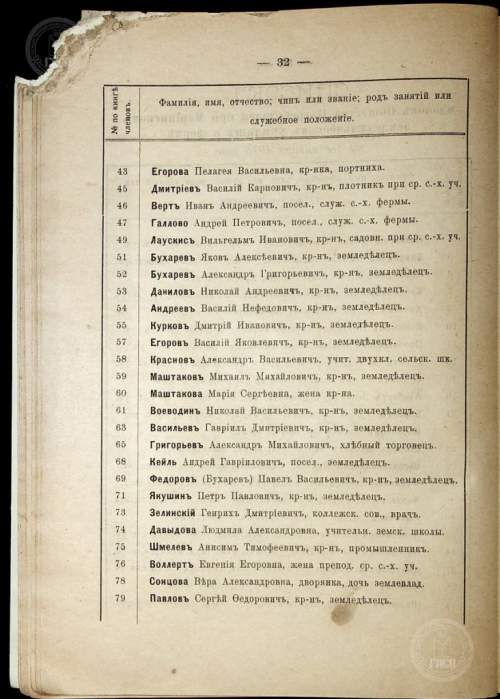 — 32 —
№ по книгѣ членовъ.
Фамилія, имя, отчество; чинъ или званіе; родъ занятій или
служебное положеніе.
43 Егорова Пелагея Васильевна, кр-нка, портниха.
45 Дмитріевъ Василій Карповичъ, кр-нъ, плотникъ при ср. с.-х. уч.
46 Вертъ Иванъ Андреевичъ, посел., служ. с.-х. фермы.
47 Галлово Андрей Петровичъ, посел., служ. с.-х. фермы.
49 Лаускисъ Вильгельмъ Ивановичъ, кр-нъ, садовн. при ср. с.-х. уч.
51 Бухаревъ Яковъ Алексѣевичъ, кр-нъ, земледѣлецъ.
52 Бухаревъ Александръ Григорьевичъ, кр-нъ, земледѣлецъ.
53 Даниловъ Николай Андреевичъ, кр-нъ, земледѣлецъ.
54 Андреевъ Василій Нефедовичъ, кр-нъ, земледѣлецъ.
55 Курковъ Дмитрій Ивановичъ, кр-нъ, земледѣлецъ.
57 Егоровъ Василій Яковлевичъ, кр-нъ, земледѣлецъ.
58 Красновъ Александръ Васильевичъ, учит. двухкл. сельск. шк.
59 Маштаковъ Михаилъ Михайловичъ, кр-нъ, земледѣлецъ.
60 Маштакова Марія Сергѣевна, жена кр-на.
61 Воеводинъ Николай Васильевичъ, кр-нъ, земледѣлецъ.
63 Васильевъ Гавріилъ Дмитріевичъ, кр-нъ, земледѣлецъ.
65 Григорьевъ Александръ Михайловичъ, хлѣбный торговецъ.
68 Кейль Андрей Гавріиловичъ, посел., земледѣлецъ.
69 Федоровъ (Бухаревъ) Павелъ Васильевичъ, кр-нъ, земледѣлецъ.
71 Якушинъ Петръ Павловичъ, кр-нъ, земледѣлецъ.
73 Зелинскій Генрихъ Дмитріевичъ, коллежск. сов., врачъ.
74 Давыдова Людмила Александровна, учительн. земск. школы.
75 Шмелевъ Анисимъ Тимофеевичъ, кр-нъ, промышленникъ.
76 Воллертъ Евгенія Егоровна, жена препод. ср. с.-х. уч.
78 Сонцова Вѣра Александровна, дворянка, дочь землевлад.
79 Павловъ Сергѣй Ѳедоровичъ, кр-нъ, земледѣлецъ.